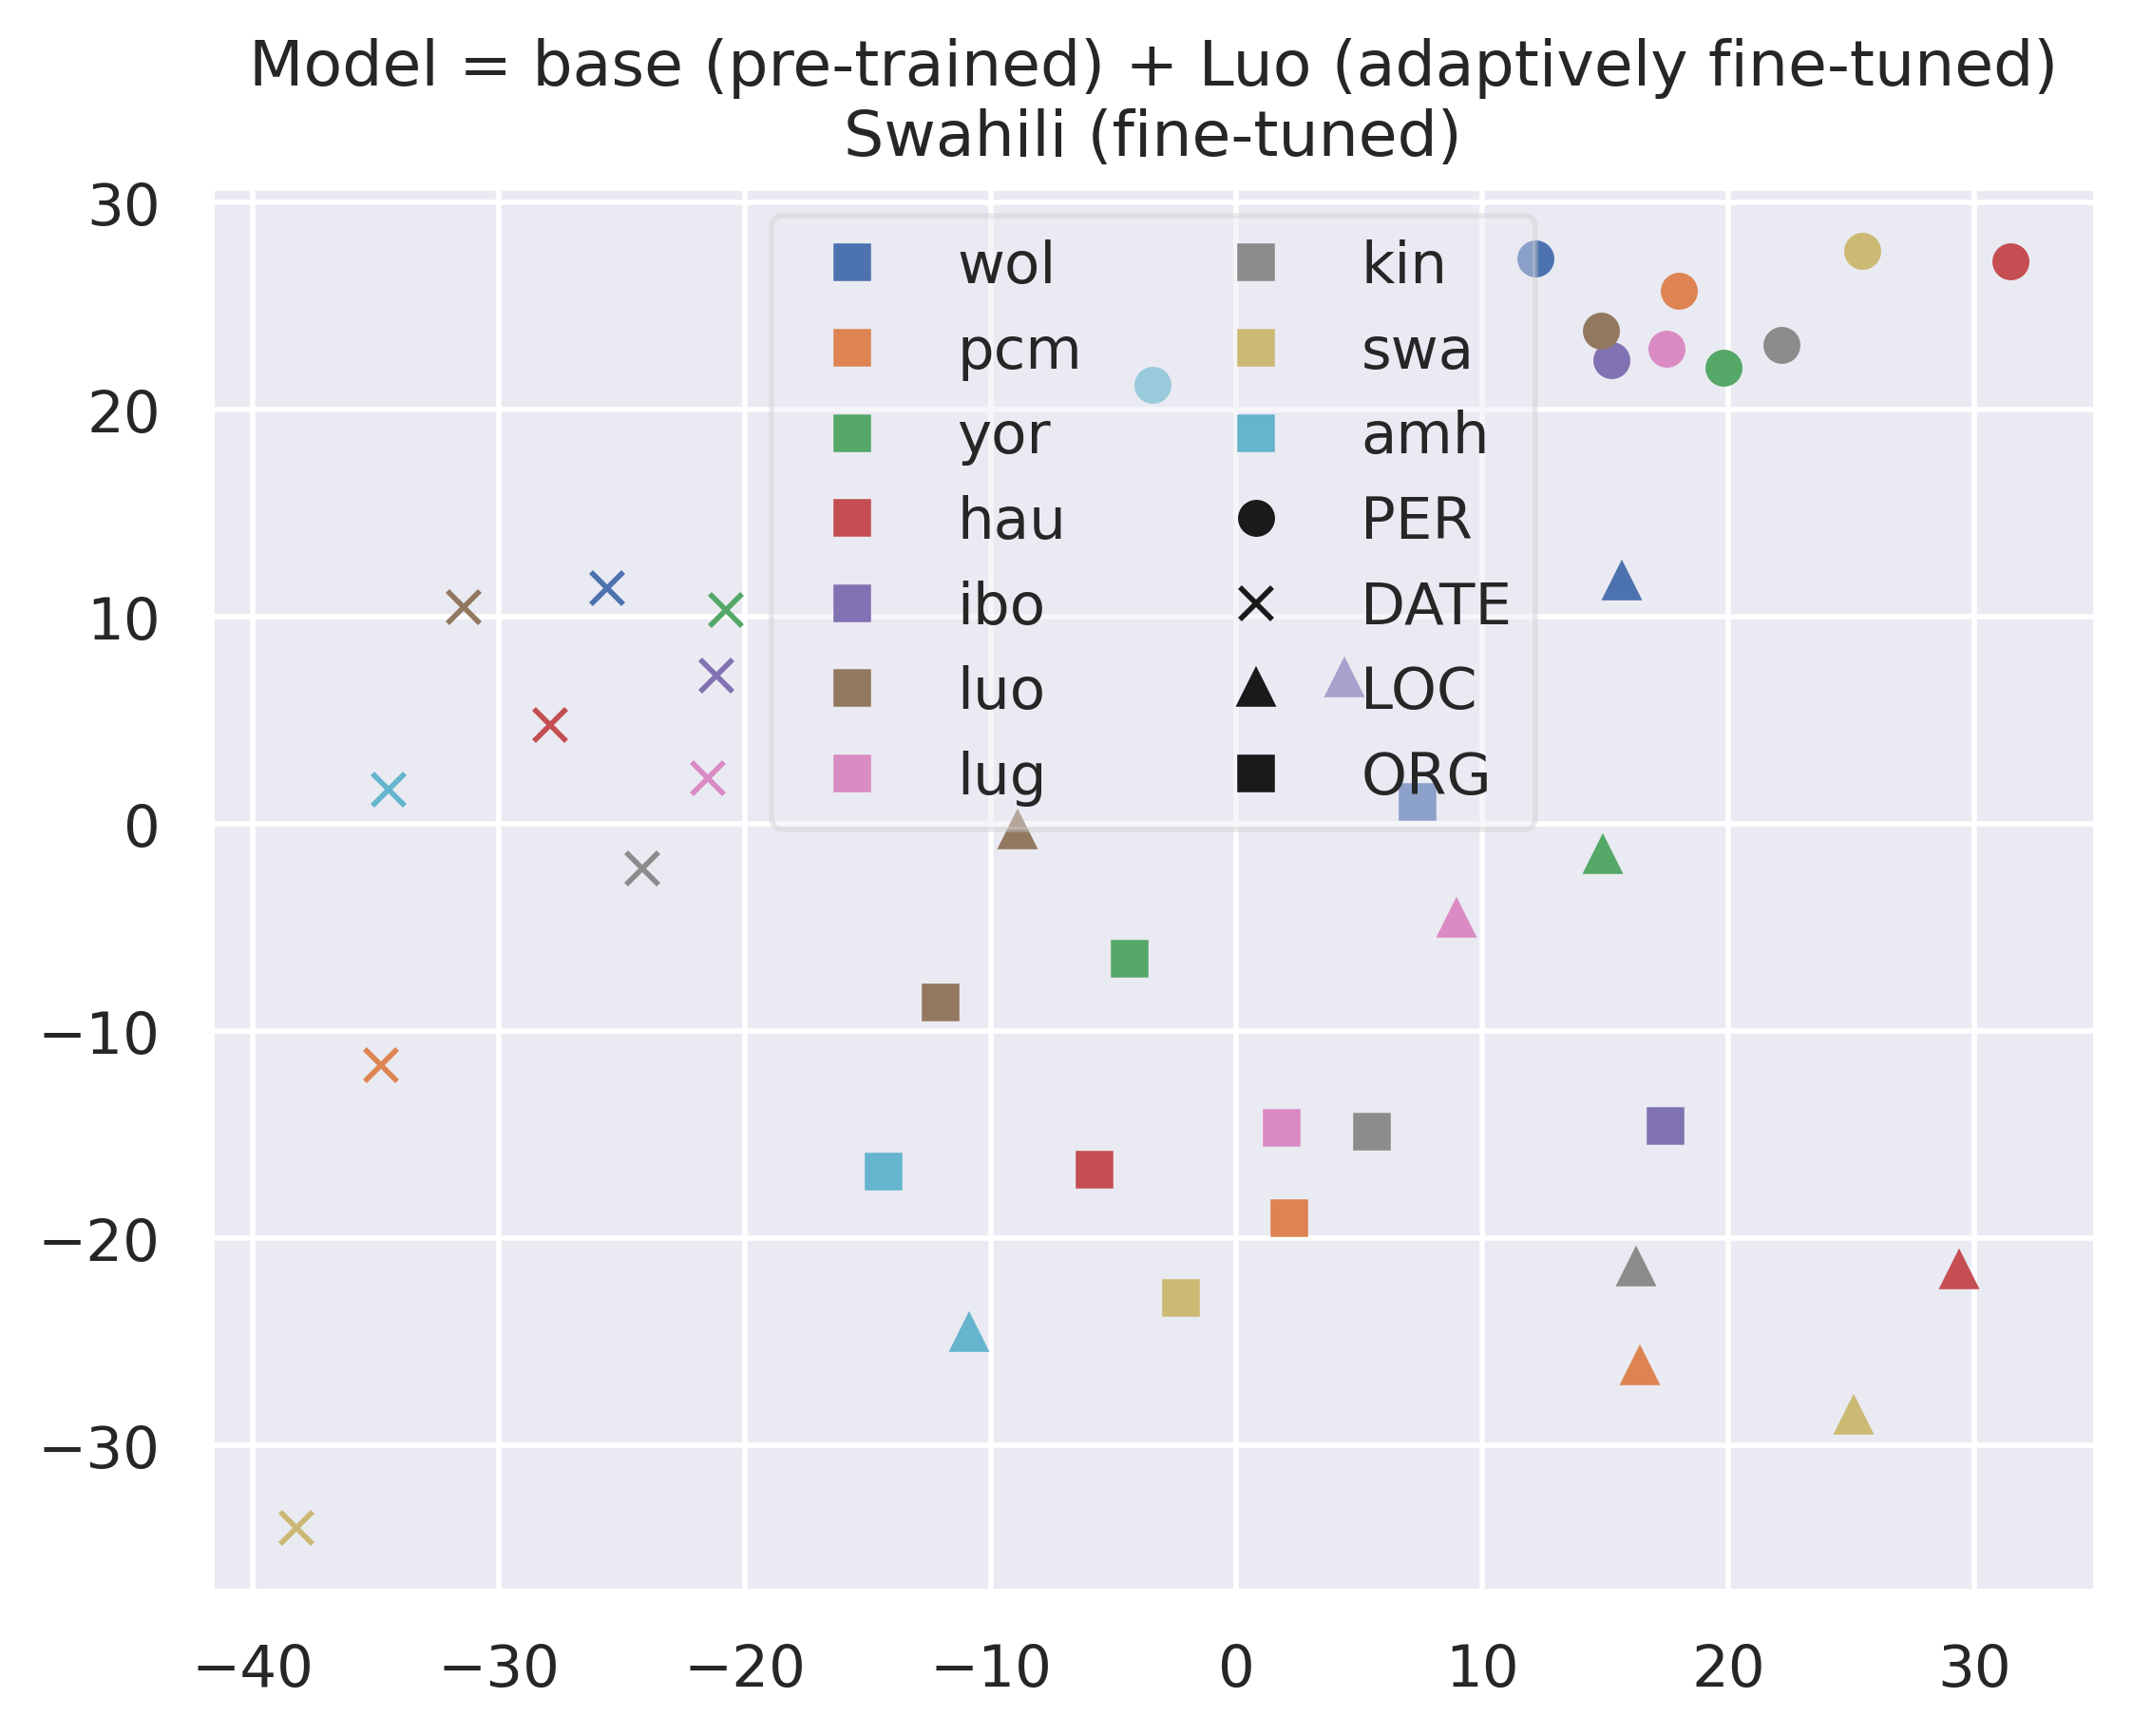 Model = base (pre-trained) + Luo (adaptively fine-tuned)
Swahili (fine-tuned)
30
20
10
0
−10
−20
−30
wol
pcm
yor
hau
ibo
luo
lug
kin
swa
amh
PER
DATE
LOC
ORG
−40 −30 −20 −10 0 10 20 30